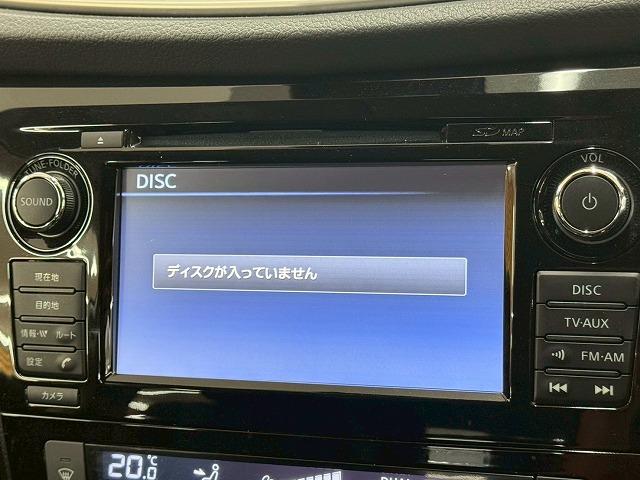 SD MAP
TUNE·FOLDER
SOUND
VOL
DISC
ディスクが入っていません
現在地
目的地
情報・VV ルート
設定
カメラ
DISC
TV·AUX
FM·AM
20.0 ℃